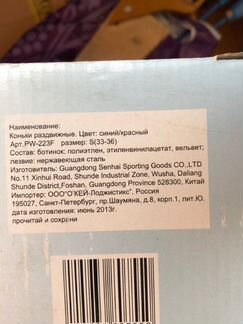 Наименование:
Коньки раздвижные. Цвет: синий/красный
Арт.PW-223F размер: S(33-36)
Состав: ботинок: полиэтлен, этиленвинилацетат, вельвет;
лезвие: нержавеющая сталь
Изготовитель: Guangdong Senhai Sporting Goods CO.,LTD
No.11 Xinhui Road, Shunde Industrial Zone, Wusha, Daliang
Shunde District,Foshan, Guangdong Province 528300, Китай
Импортер: ООО"О'КЕЙ-Лоджистикс", Россия
195027, Санкт-Петербург, пр.Шаумяна, д.8, корп.1, лит.Ю.
дата изготовления: июнь 2013г.
прочитай и сохрани